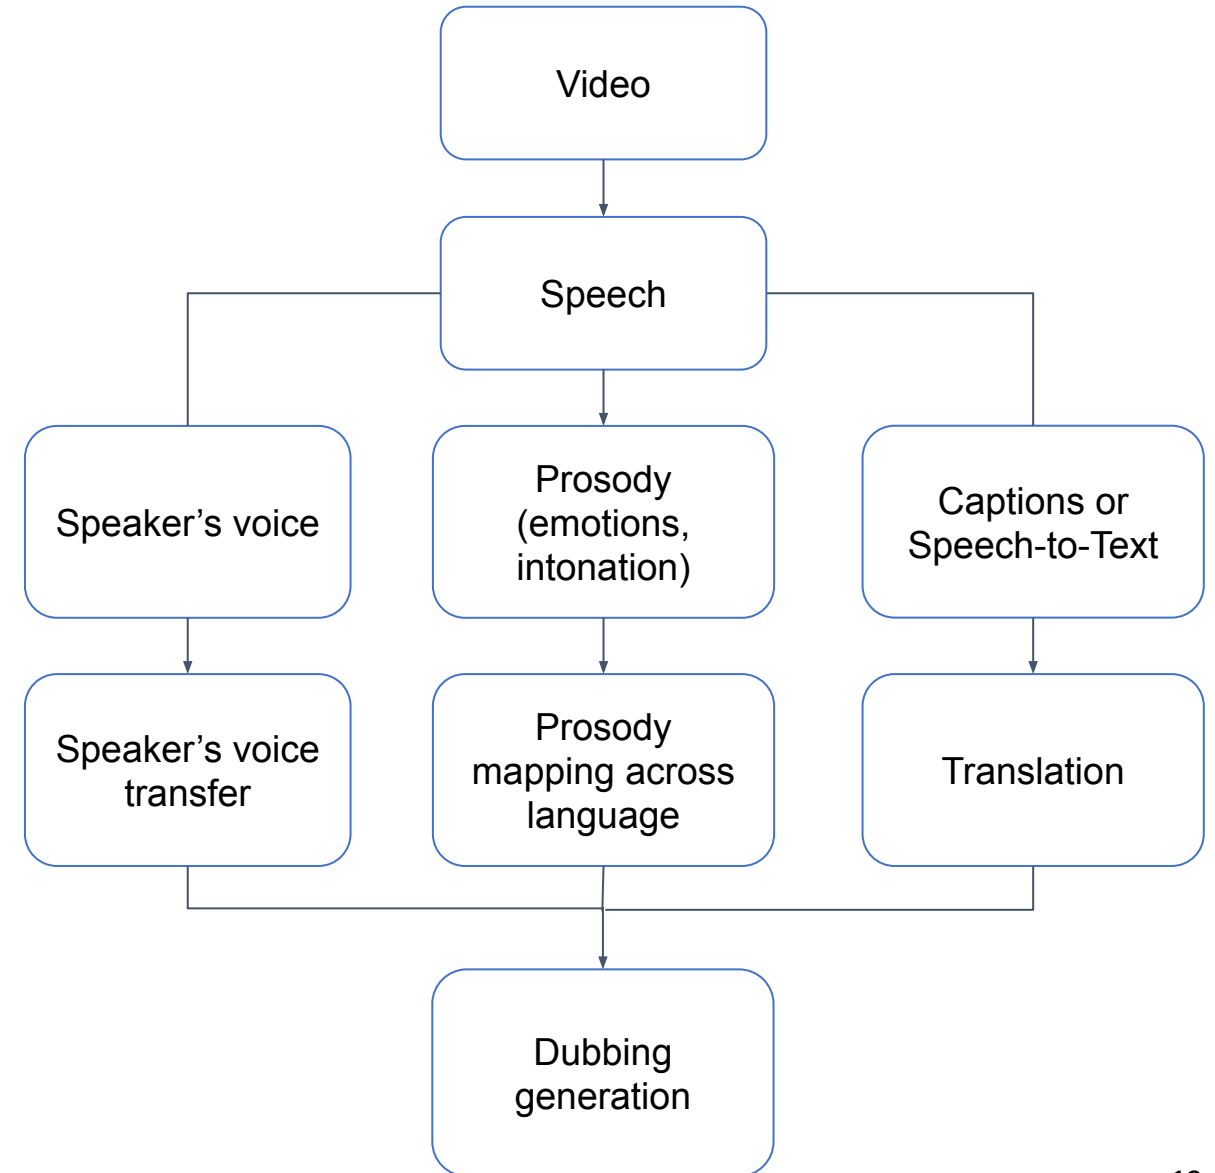 Video
Speech
Speaker’s voice
Prosody
(emotions,
intonation)
Captions or
Speech-to-Text
Speaker’s voice
transfer
Prosody
mapping across
language
Translation
Dubbing
generation